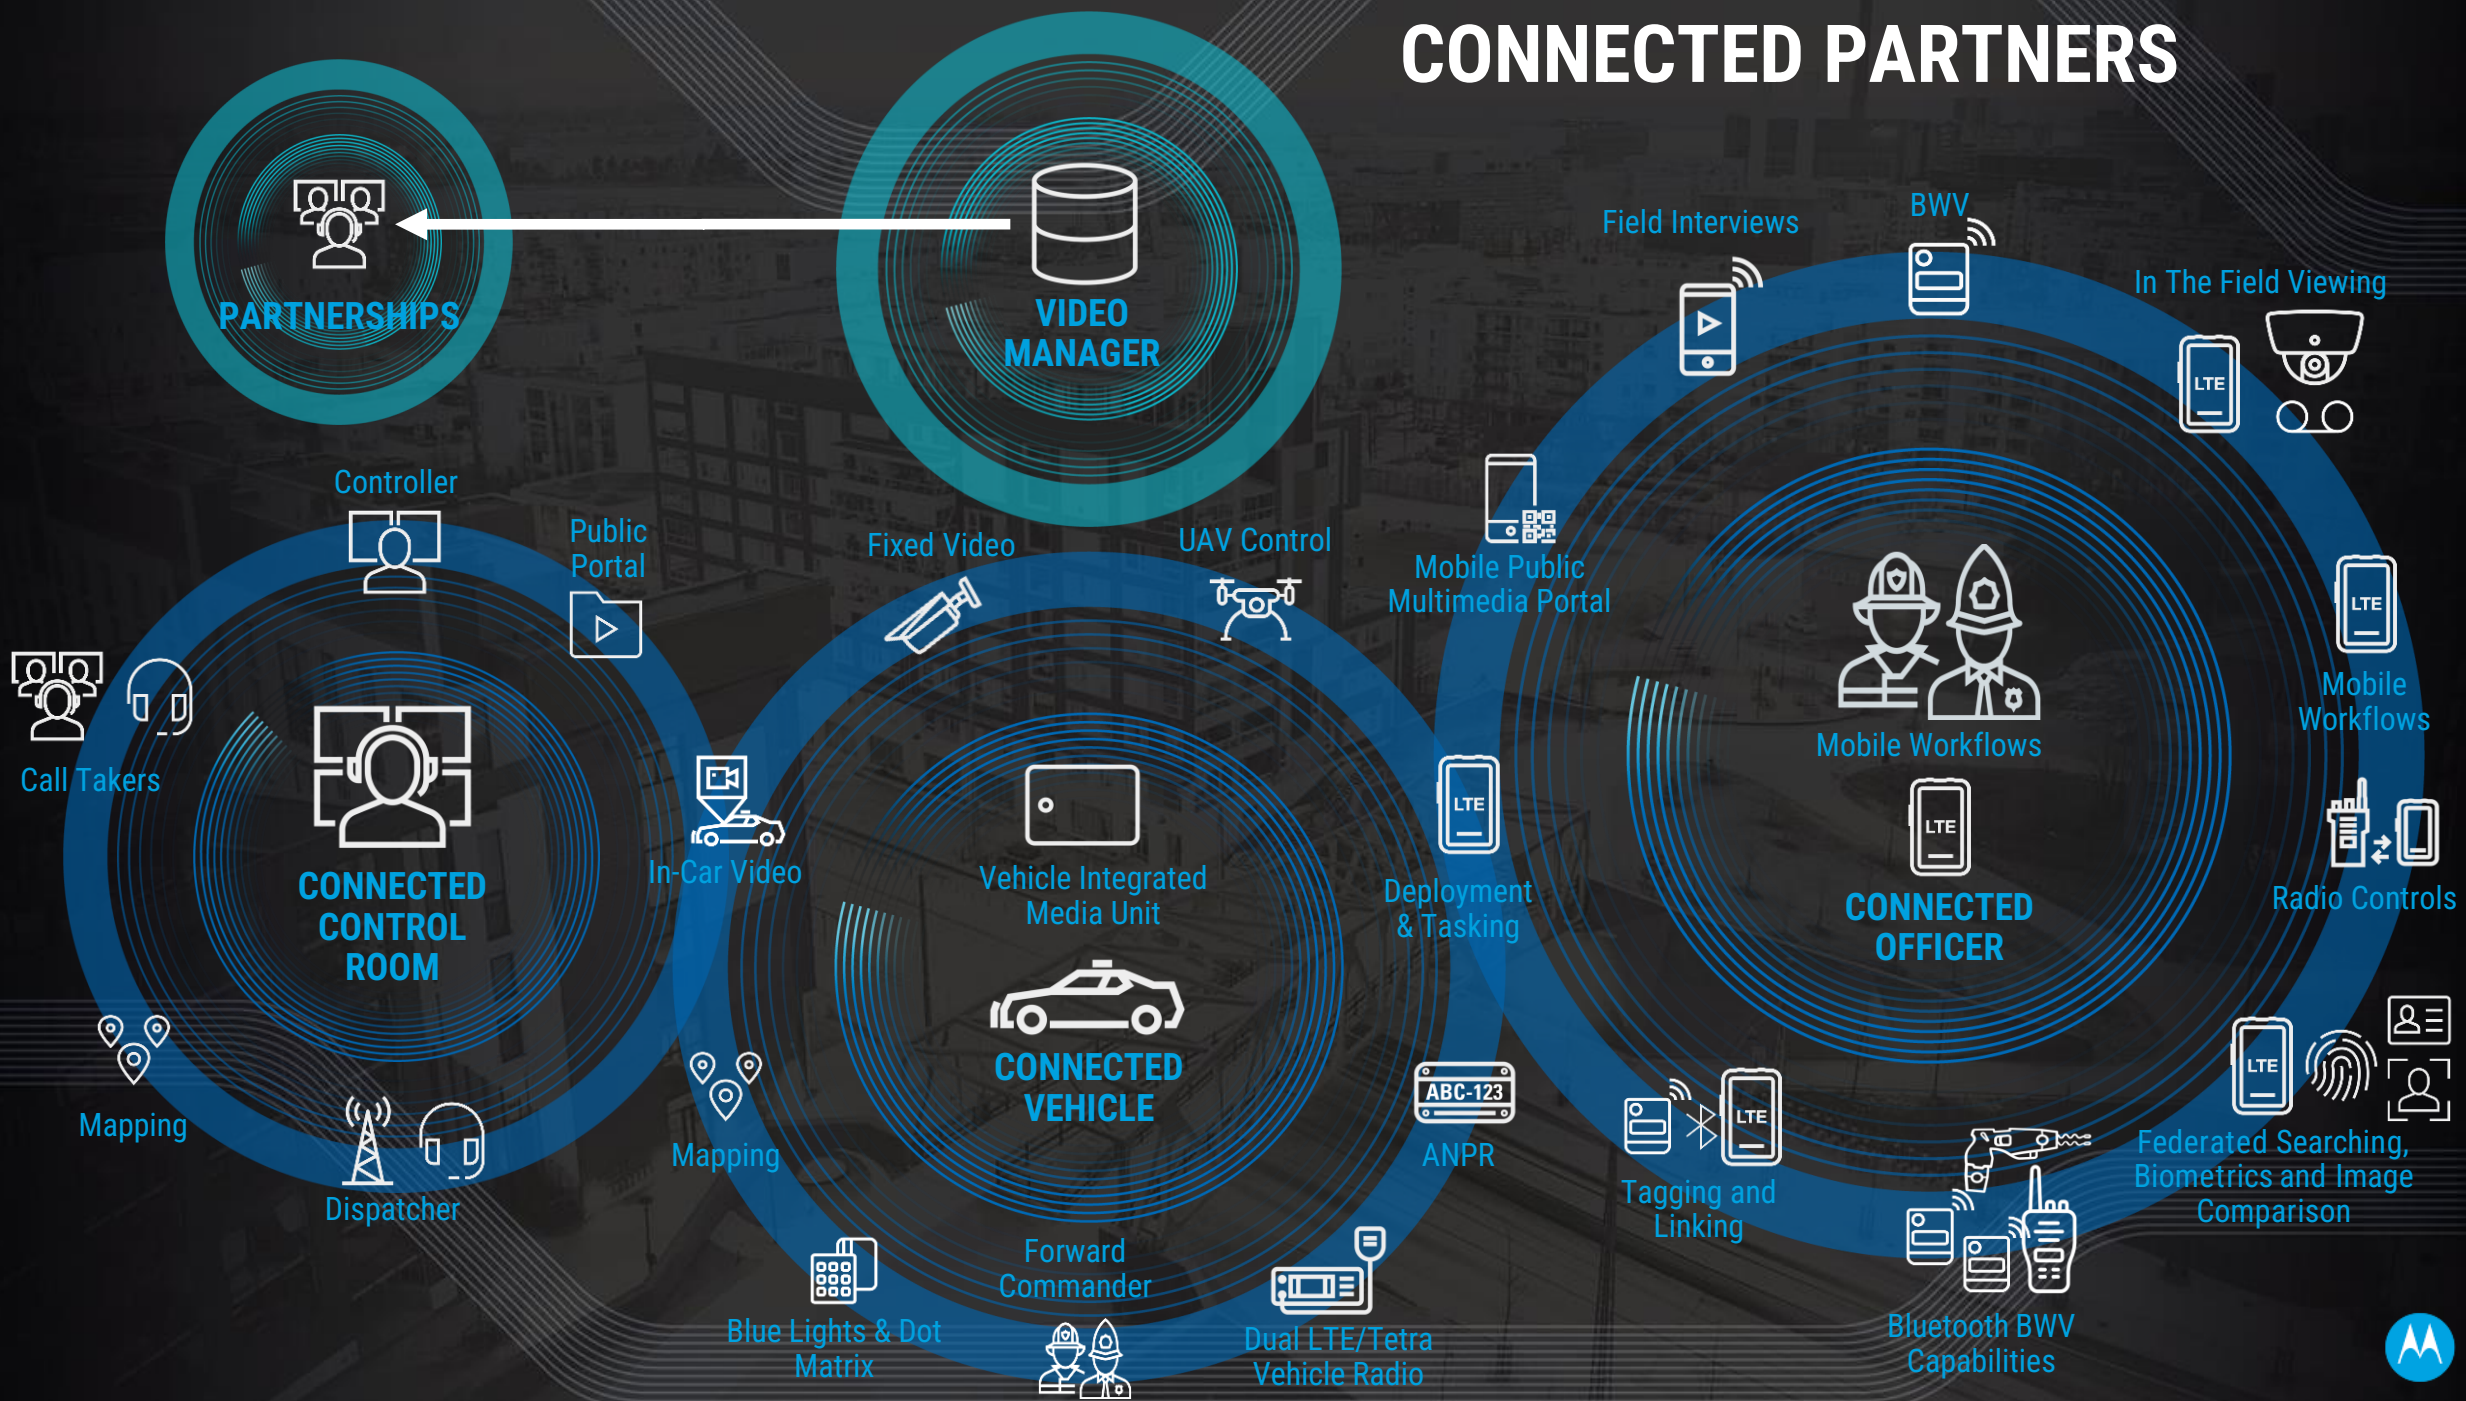 CONNECTED PARTNERS
PARTNERSHIPS
VIDEO
MANAGER
Field Interviews
BWV
In The Field Viewing
LTE
Controller
Public
Portal
Fixed Video
UAV Control
Mobile Public
Multimedia Portal
LTE
Mobile
Workflows
Call Takers
Mobile Workflows
LTE
LTE
In-Car Video
Vehicle Integrated
Media Unit
Deployment
& Tasking
Radio Controls
CONNECTED
CONTROL
ROOM
CONNECTED
OFFICER
CONNECTED
VEHICLE
Mapping
Mapping
ABC-123
ANPR
LTE
LTE
Tagging and
Linking
Federated Searching,
Biometrics and Image
Comparison
Dispatcher
Forward
Commander
Blue Lights & Dot
Matrix
Dual LTE/Tetra
Vehicle Radio
Bluetooth BWV
Capabilities